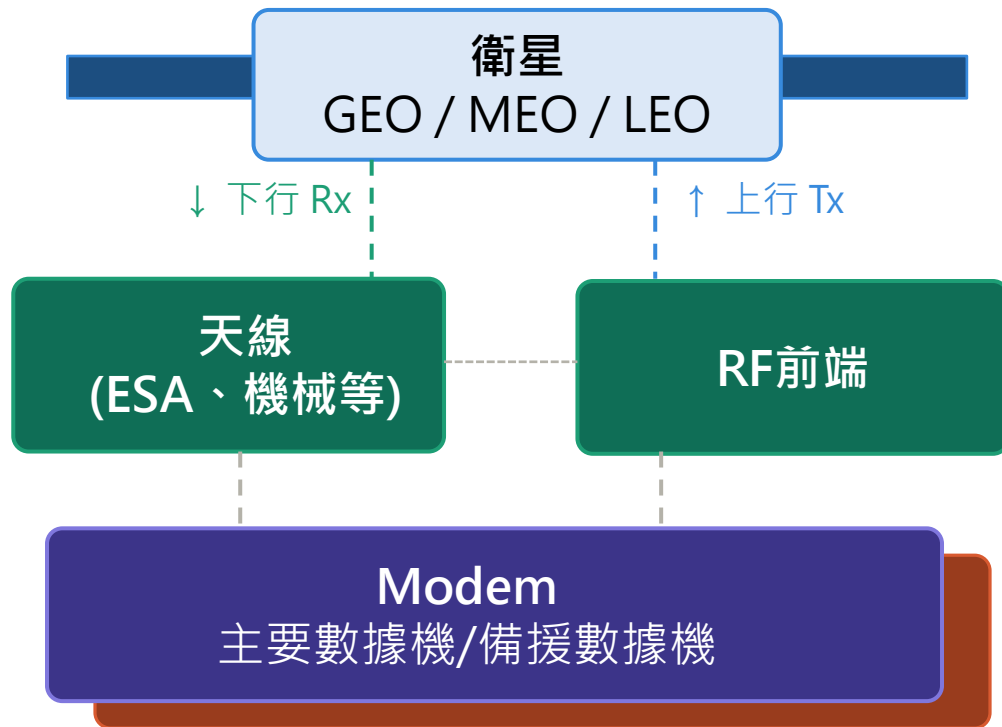 衛星
GEO / MEO / LEO
↓ 下行 Rx
↑ 上行 Tx
天線
(ESA、機械等)
RF前端
Modem
主要數據機/備援數據機